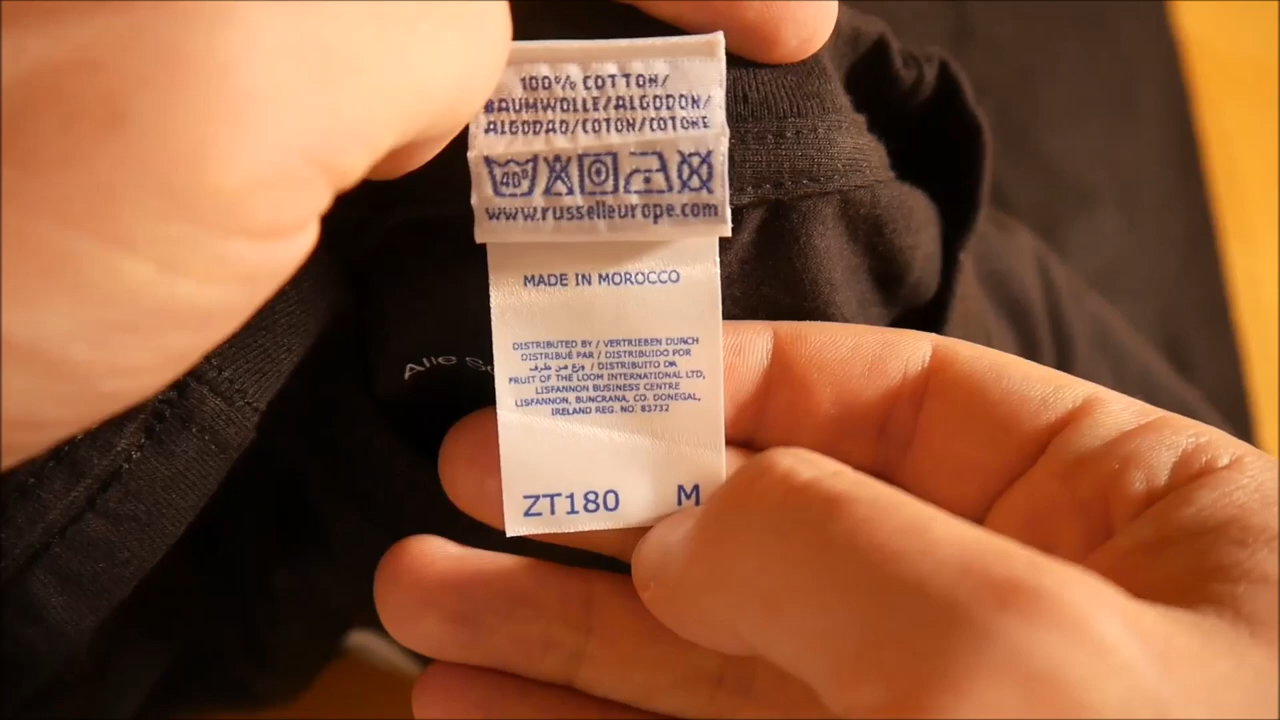 100% COTTON/
BAUMWOLLE/ALGODON/
ALGODAO/COTON/COTONE
40°
www.russelleurope.com
MADE IN MOROCCO
DISTRIBUTED BY / VERTRIEBEN DURCH
DISTRIBUÉ PAR / DISTRIBUIDO POR
وزع من طرف / DISTRIBUITO DA
FRUIT OF THE LOOM INTERNATIONAL LTD,
LISFANNON BUSINESS CENTRE
LISFANNON, BUNCRANA, CO. DONEGAL,
IRELAND REG. NO. 83732
Alle
ZT180 M